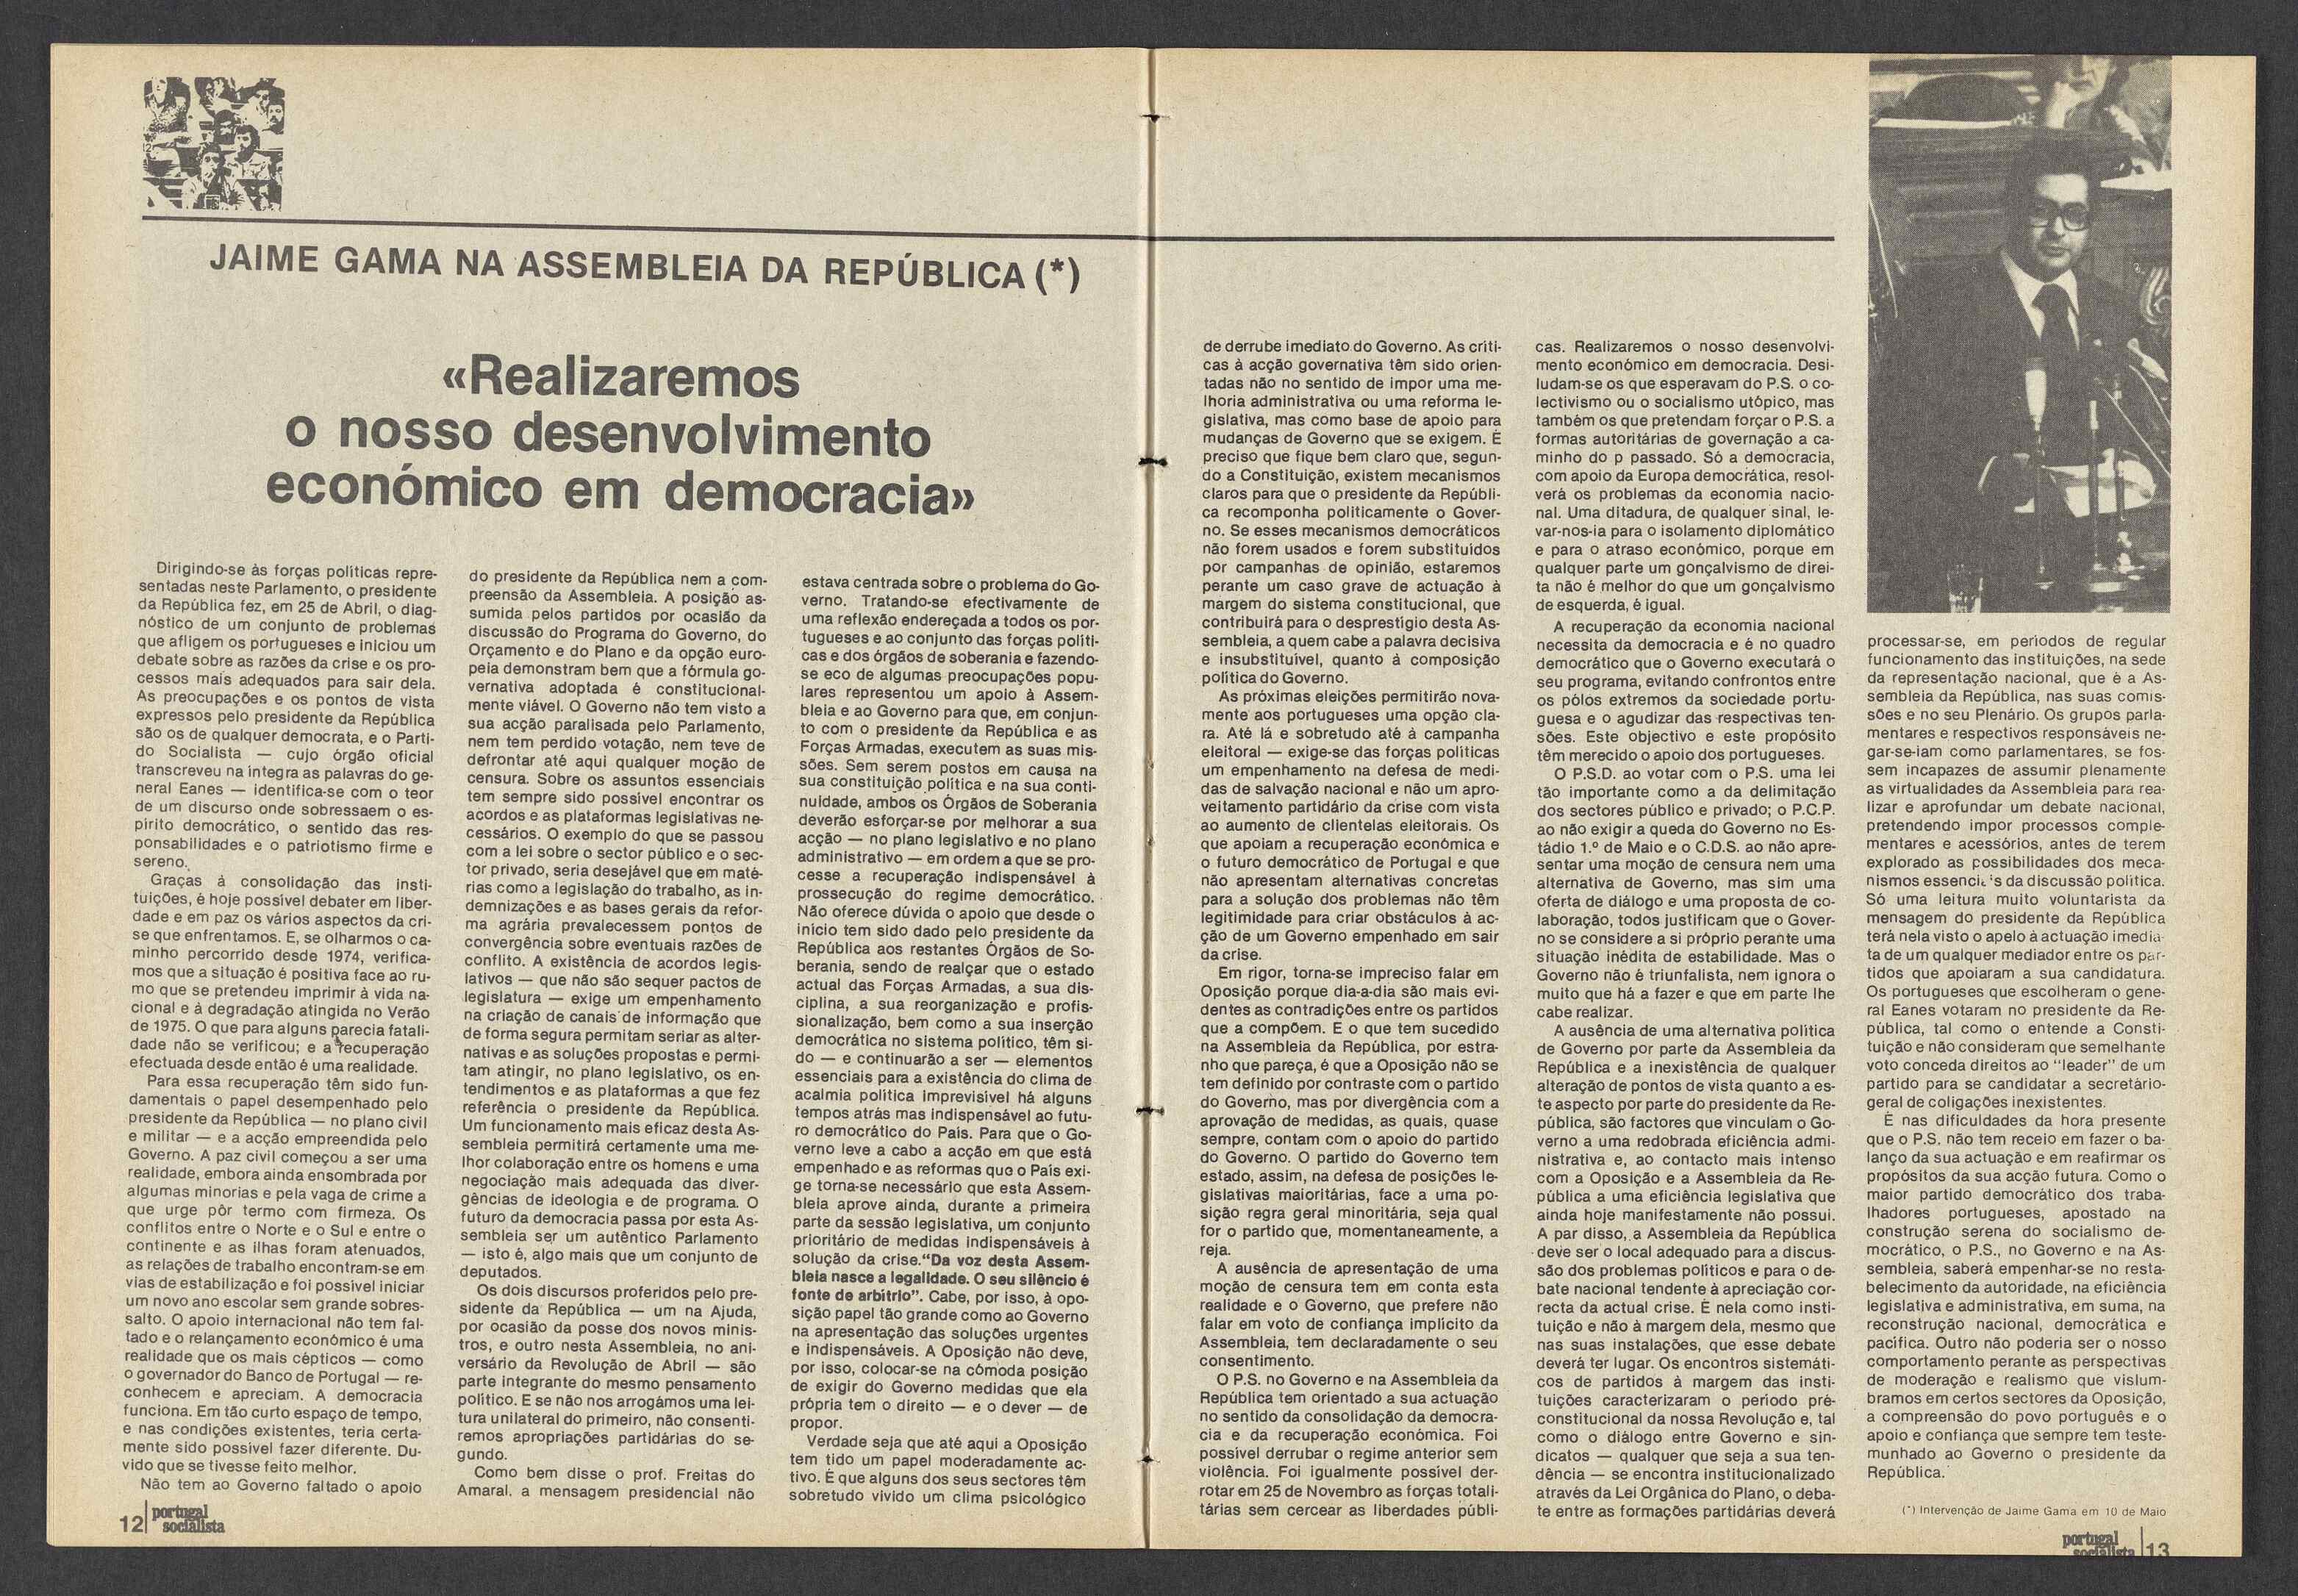 JAIME GAMA NA ASSEMBLEIA DA REPÚBLICA (*)
«Realizaremos
o nosso desenvolvimento
económico em democracia»
Dirigindo-se às forças políticas repre-
sentadas neste Parlamento, o presidente
da República fez, em 25 de Abril, o diag-
nóstico de um conjunto de problemas
que afligem os portugueses e iniciou um
debate sobre as razões da crise e os pro-
cessos mais adequados para sair dela.
As preocupações e os pontos de vista
expressos pelo presidente da República
são os de qualquer democrata, e o Parti-
do Socialista — cujo órgão oficial
transcreveu na íntegra as palavras do ge-
neral Eanes — identifica-se com o teor
de um discurso onde sobressaem o es-
pírito democrático, o sentido das res-
ponsabilidades e o patriotismo firme e
sereno.
Graças à consolidação das insti-
tuições, é hoje possível debater em liber-
dade e em paz os vários aspectos da cri-
se que enfrentamos. E, se olharmos o ca-
minho percorrido desde 1974, verifica-
mos que a situação é positiva face ao ru-
mo que se pretendeu imprimir à vida na-
cional e à degradação atingida no Verão
de 1975. O que para alguns parecia fatali-
dade não se verificou; e a recuperação
efectuada desde então é uma realidade.
Para essa recuperação têm sido fun-
damentais o papel desempenhado pelo
presidente da República — no plano civil
e militar — e a acção empreendida pelo
Governo. A paz civil começou a ser uma
realidade, embora ainda ensombrada por
algumas minorias e pela vaga de crime a
que urge pôr termo com firmeza. Os
conflitos entre o Norte e o Sul e entre o
continente e as ilhas foram atenuados,
as relações de trabalho encontram-se em
vias de estabilização e foi possível iniciar
um novo ano escolar sem grande sobres-
salto. O apoio internacional não tem fal-
tado e o relançamento económico é uma
realidade que os mais cépticos — como
o governador do Banco de Portugal — re-
conhecem e apreciam. A democracia
funciona. Em tão curto espaço de tempo,
e nas condições existentes, teria certa-
mente sido possível fazer diferente. Du-
vido que se tivesse feito melhor.
Não tem ao Governo faltado o apoio
do presidente da República nem a com-
preensão da Assembleia. A posição as-
sumida pelos partidos por ocasião da
discussão do Programa do Governo, do
Orçamento e do Plano e da opção euro-
peia demonstram bem que a fórmula go-
vernativa adoptada é constitucional-
mente viável. O Governo não tem visto a
sua acção paralisada pelo Parlamento,
nem tem perdido votação, nem teve de
defrontar até aqui qualquer moção de
censura. Sobre os assuntos essenciais
tem sempre sido possível encontrar os
acordos e as plataformas legislativas ne-
cessários. O exemplo do que se passou
com a lei sobre o sector público e o sec-
tor privado, seria desejável que em maté-
rias como a legislação do trabalho, as in-
demnizações e as bases gerais da refor-
ma agrária prevalecessem pontos de
convergência sobre eventuais razões de
conflito. A existência de acordos legis-
lativos — que não são sequer pactos de
legislatura — exige um empenhamento
na criação de canais de informação que
de forma segura permitam seriar as alter-
nativas e as soluções propostas e permi-
tam atingir, no plano legislativo, os en-
tendimentos e as plataformas a que fez
referência o presidente da República.
Um funcionamento mais eficaz desta As-
sembleia permitirá certamente uma me-
lhor colaboração entre os homens e uma
negociação mais adequada das diver-
gências de ideologia e de programa. O
futuro da democracia passa por esta As-
sembleia ser um autêntico Parlamento
— isto é, algo mais que um conjunto de
deputados.
Os dois discursos proferidos pelo pre-
sidente da República — um na Ajuda,
por ocasião da posse dos novos minis-
tros, e outro nesta Assembleia, no ani-
versário da Revolução de Abril — são
parte integrante do mesmo pensamento
político. E se não nos arrogámos uma lei-
tura unilateral do primeiro, não consenti-
remos apropriações partidárias do se-
gundo.
Como bem disse o prof. Freitas do
Amaral, a mensagem presidencial não
estava centrada sobre o problema do Go-
verno. Tratando-se efectivamente de
uma reflexão endereçada a todos os por-
tugueses e ao conjunto das forças políti-
cas e dos órgãos de soberania e fazendo-
se eco de algumas preocupações popu-
lares representou um apoio à Assem-
bleia e ao Governo para que, em conjun-
to com o presidente da República e as
Forças Armadas, executem as suas mis-
sões. Sem serem postos em causa na
sua constituição política e na sua conti-
nuidade, ambos os Órgãos de Soberania
deverão esforçar-se por melhorar a sua
acção — no plano legislativo e no plano
administrativo — em ordem a que se pro-
cesse a recuperação indispensável à
prossecução do regime democrático.
Não oferece dúvida o apoio que desde o
início tem sido dado pelo presidente da
República aos restantes Órgãos de So-
berania, sendo de realçar que o estado
actual das Forças Armadas, a sua dis-
ciplina, a sua reorganização e profis-
sionalização, bem como a sua inserção
democrática no sistema político, têm si-
do — e continuarão a ser — elementos
essenciais para a existência do clima de
acalmia política imprevisível há alguns
tempos atrás mas indispensável ao futu-
ro democrático do País. Para que o Go-
verno leve a cabo a acção em que está
empenhado e as reformas que o País exi-
ge torna-se necessário que esta Assem-
bleia aprove ainda, durante a primeira
parte da sessão legislativa, um conjunto
prioritário de medidas indispensáveis à
solução da crise.“Da voz desta Assem-
bleia nasce a legalidade. O seu silêncio é
fonte de arbítrio”. Cabe, por isso, à opo-
sição papel tão grande como ao Governo
na apresentação das soluções urgentes
e indispensáveis. A Oposição não deve,
por isso, colocar-se na cómoda posição
de exigir do Governo medidas que ela
própria tem o direito — e o dever — de
propor.
Verdade seja que até aqui a Oposição
tem tido um papel moderadamente ac-
tivo. É que alguns dos seus sectores têm
sobretudo vivido um clima psicológico
12 portugal
socialista
de derrube imediato do Governo. As críti-
cas à acção governativa têm sido orien-
tadas não no sentido de impor uma me-
lhoria administrativa ou uma reforma le-
gislativa, mas como base de apoio para
mudanças de Governo que se exigem. É
preciso que fique bem claro que, segun-
do a Constituição, existem mecanismos
claros para que o presidente da Repúbli-
ca recomponha politicamente o Gover-
no. Se esses mecanismos democráticos
não forem usados e forem substituídos
por campanhas de opinião, estaremos
perante um caso grave de actuação à
margem do sistema constitucional, que
contribuirá para o desprestígio desta As-
sembleia, a quem cabe a palavra decisiva
e insubstituível, quanto à composição
política do Governo.
As próximas eleições permitirão nova-
mente aos portugueses uma opção cla-
ra. Até lá e sobretudo até à campanha
eleitoral — exige-se das forças políticas
um empenhamento na defesa de medi-
das de salvação nacional e não um apro-
veitamento partidário da crise com vista
ao aumento de clientelas eleitorais. Os
que apoiam a recuperação económica e
o futuro democrático de Portugal e que
não apresentam alternativas concretas
para a solução dos problemas não têm
legitimidade para criar obstáculos à ac-
ção de um Governo empenhado em sair
da crise.
Em rigor, torna-se impreciso falar em
Oposição porque dia-a-dia são mais evi-
dentes as contradições entre os partidos
que a compõem. E o que tem sucedido
na Assembleia da República, por estra-
nho que pareça, é que a Oposição não se
tem definido por contraste com o partido
do Governo, mas por divergência com a
aprovação de medidas, as quais, quase
sempre, contam com o apoio do partido
do Governo. O partido do Governo tem
estado, assim, na defesa de posições le-
gislativas maioritárias, face a uma po-
sição regra geral minoritária, seja qual
for o partido que, momentaneamente, a
reja.
A ausência de apresentação de uma
moção de censura tem em conta esta
realidade e o Governo, que prefere não
falar em voto de confiança implícito da
Assembleia, tem declaradamente o seu
consentimento.
O P.S. no Governo e na Assembleia da
República tem orientado a sua actuação
no sentido da consolidação da democra-
cia e da recuperação económica. Foi
possível derrubar o regime anterior sem
violência. Foi igualmente possível der-
rotar em 25 de Novembro as forças totali-
tárias sem cercear as liberdades públi-
cas. Realizaremos o nosso desenvolvi-
mento económico em democracia. Desi-
ludam-se os que esperavam do P.S. o co-
lectivismo ou o socialismo utópico, mas
também os que pretendam forçar o P.S. a
formas autoritárias de governação a ca-
minho do p passado. Só a democracia,
com apoio da Europa democrática, resol-
verá os problemas da economia nacio-
nal. Uma ditadura, de qualquer sinal, le-
var-nos-ia para o isolamento diplomático
e para o atraso económico, porque em
qualquer parte um gonçalvismo de direi-
ta não é melhor do que um gonçalvismo
de esquerda, é igual.
A recuperação da economia nacional
necessita da democracia e é no quadro
democrático que o Governo executará o
seu programa, evitando confrontos entre
os pólos extremos da sociedade portu-
guesa e o agudizar das respectivas ten-
sões. Este objectivo e este propósito
têm merecido o apoio dos portugueses.
O P.S.D. ao votar com o P.S. uma lei
tão importante como a da delimitação
dos sectores público e privado; o P.C.P.
ao não exigir a queda do Governo no Es-
tádio 1.º de Maio e o C.D.S. ao não apre-
sentar uma moção de censura nem uma
alternativa de Governo, mas sim uma
oferta de diálogo e uma proposta de co-
laboração, todos justificam que o Gover-
no se considere a si próprio perante uma
situação inédita de estabilidade. Mas o
Governo não é triunfalista, nem ignora o
muito que há a fazer e que em parte lhe
cabe realizar.
A ausência de uma alternativa política
de Governo por parte da Assembleia da
República e a inexistência de qualquer
alteração de pontos de vista quanto a es-
te aspecto por parte do presidente da Re-
pública, são factores que vinculam o Go-
verno a uma redobrada eficiência admi-
nistrativa e, ao contacto mais intenso
com a Oposição e a Assembleia da Re-
pública a uma eficiência legislativa que
ainda hoje manifestamente não possui.
A par disso, a Assembleia da República
deve ser o local adequado para a discus-
são dos problemas políticos e para o de-
bate nacional tendente à apreciação cor-
recta da actual crise. É nela como insti-
tuição e não à margem dela, mesmo que
nas suas instalações, que esse debate
deverá ter lugar. Os encontros sistemáti-
cos de partidos à margem das insti-
tuições caracterizaram o período pré-
constitucional da nossa Revolução e, tal
como o diálogo entre Governo e sin-
dicatos — qualquer que seja a sua ten-
dência — se encontra institucionalizado
através da Lei Orgânica do Plano, o deba-
te entre as formações partidárias deverá
processar-se, em períodos de regular
funcionamento das instituições, na sede
da representação nacional, que é a As-
sembleia da República, nas suas comis-
sões e no seu Plenário. Os grupos parla-
mentares e respectivos responsáveis ne-
gar-se-iam como parlamentares, se fos-
sem incapazes de assumir plenamente
as virtualidades da Assembleia para rea-
lizar e aprofundar um debate nacional,
pretendendo impor processos comple-
mentares e acessórios, antes de terem
explorado as possibilidades dos meca-
nismos da discussão política.
Só uma leitura muito voluntarista da
mensagem do presidente da República
terá nela visto o apelo à actuação imedia-
ta de um qualquer mediador entre os par-
tidos que apoiaram a sua candidatura.
Os portugueses que escolheram o gene-
ral Eanes votaram no presidente da Re-
pública, tal como o entende a Consti-
tuição e não consideram que semelhante
voto conceda direitos ao “leader” de um
partido para se candidatar a secretário-
geral de coligações inexistentes.
É nas dificuldades da hora presente
que o P.S. não tem receio em fazer o ba-
lanço da sua actuação e em reafirmar os
propósitos da sua acção futura. Como o
maior partido democrático dos traba-
lhadores portugueses, apostado na
construção serena do socialismo de-
mocrático, o P.S., no Governo e na As-
sembleia, saberá empenhar-se no resta-
belecimento da autoridade, na eficiência
legislativa e administrativa, em suma, na
reconstrução nacional, democrática e
pacífica. Outro não poderia ser o nosso
comportamento perante as perspectivas
de moderação e realismo que vislum-
bramos em certos sectores da Oposição,
a compreensão do povo português e o
apoio e confiança que sempre tem teste-
munhado ao Governo o presidente da
República.
(*) Intervenção de Jaime Gama em 10 de Maio
portugal
socialista 13